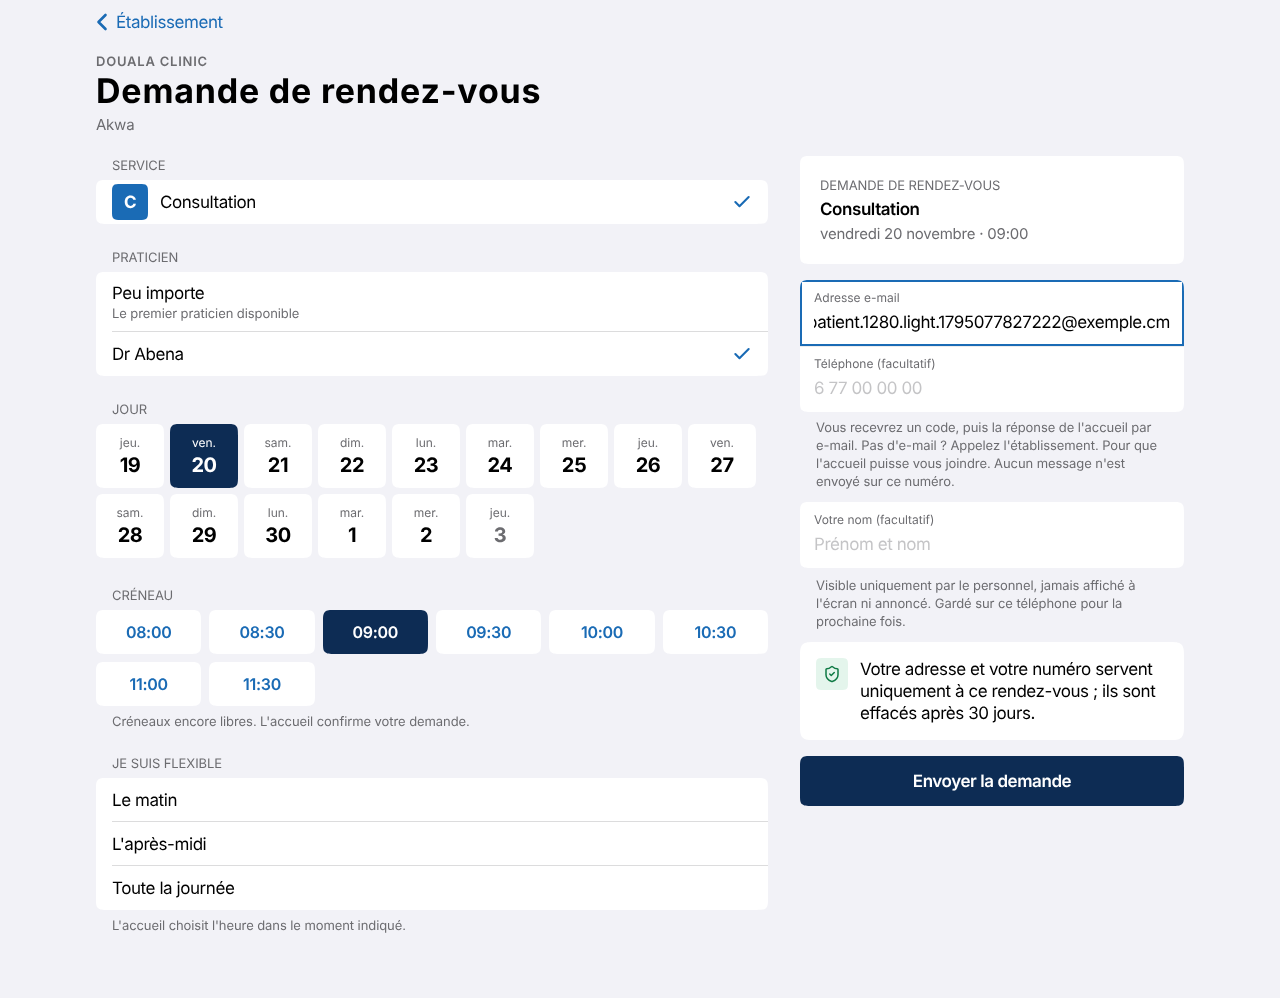 Établissement
DOUALA CLINIC
Demande de rendez-vous
Akwa
SERVICE
C
Consultation
PRATICIEN
Peu importe
Le premier praticien disponible
Dr Abena
JOUR
jeu.
19
ven.
20
sam.
21
dim.
22
lun.
23
mar.
24
mer.
25
jeu.
26
ven.
27
sam.
28
dim.
29
lun.
30
mar.
1
mer.
2
jeu.
3
CRÉNEAU
08:00
08:30
09:00
09:30
10:00
10:30
11:00
11:30
Créneaux encore libres. L'accueil confirme votre demande.
JE SUIS FLEXIBLE
Le matin
L'après-midi
Toute la journée
L'accueil choisit l'heure dans le moment indiqué.
DEMANDE DE RENDEZ-VOUS
Consultation
vendredi 20 novembre · 09:00
Adresse e-mail
patient.1280.light.1795077827222@exemple.cm
Téléphone (facultatif)
6 77 00 00 00
Vous recevrez un code, puis la réponse de l'accueil par
e-mail. Pas d'e-mail ? Appelez l'établissement. Pour que
l'accueil puisse vous joindre. Aucun message n'est
envoyé sur ce numéro.
Votre nom (facultatif)
Prénom et nom
Visible uniquement par le personnel, jamais affiché à
l'écran ni annoncé. Gardé sur ce téléphone pour la
prochaine fois.
Votre adresse et votre numéro servent
uniquement à ce rendez-vous ; ils sont
effacés après 30 jours.
Envoyer la demande